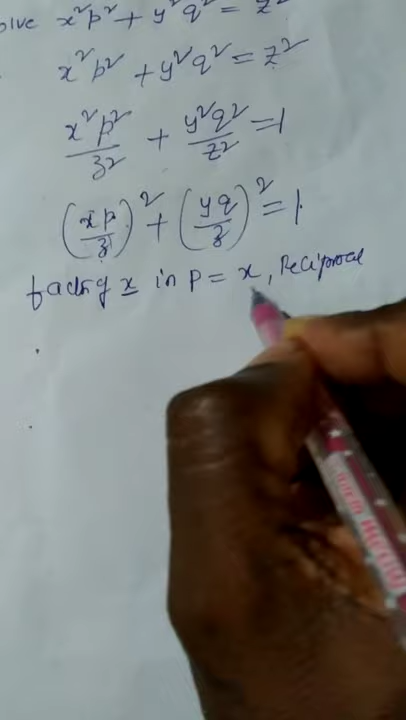 olve x²p² + y²q² = z²
x²p² + y²q² = z²
x²p²/z² + y²q²/z² = 1
(xp/z)² + (yq/z)² = 1
factor of x in p = x, Reciprocal